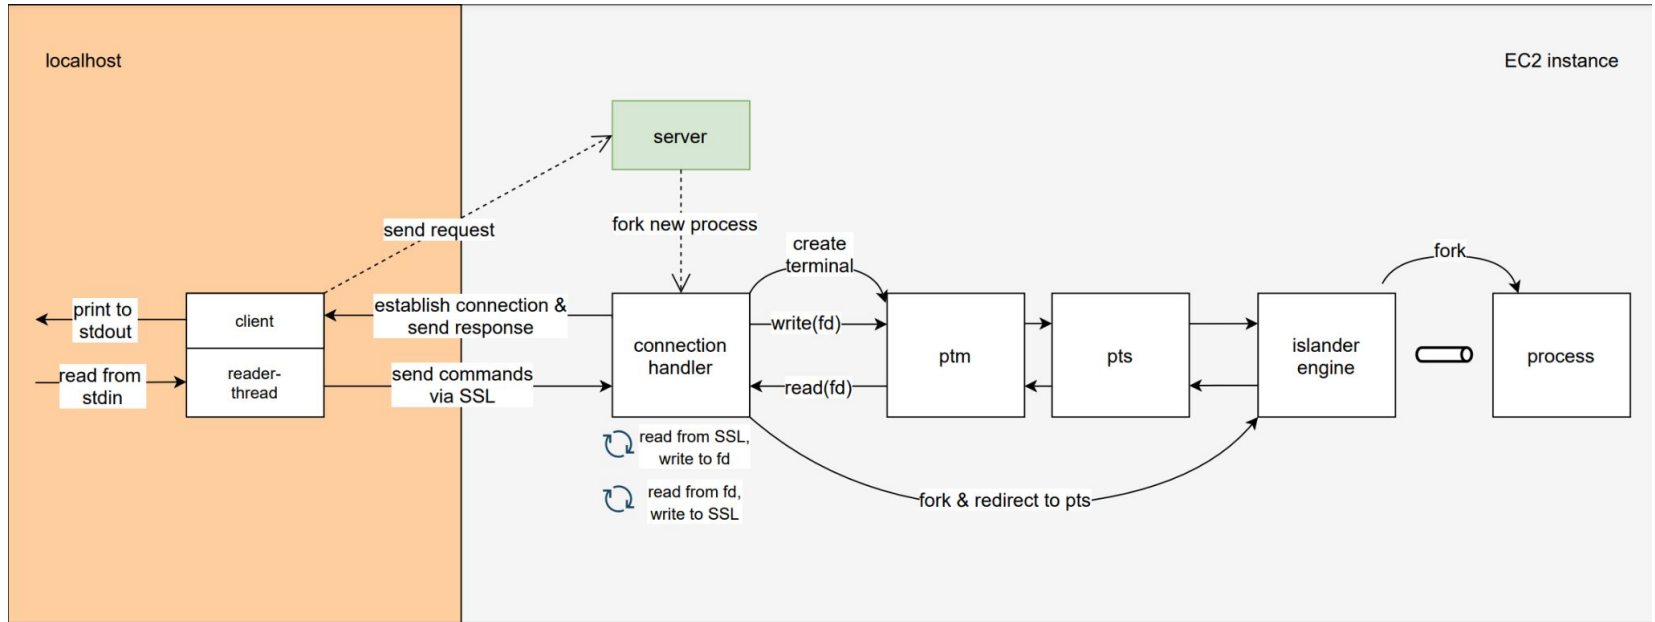 localhost
EC2 instance
server
send request
fork new process
create
terminal
fork
print to
stdout
client
establish connection &
send response
connection
handler
write(fd)
ptm
pts
islander
engine
process
read from
stdin
reader-
thread
send commands
via SSL
read(fd)
read from SSL,
write to fd
read from fd,
write to SSL
fork & redirect to pts